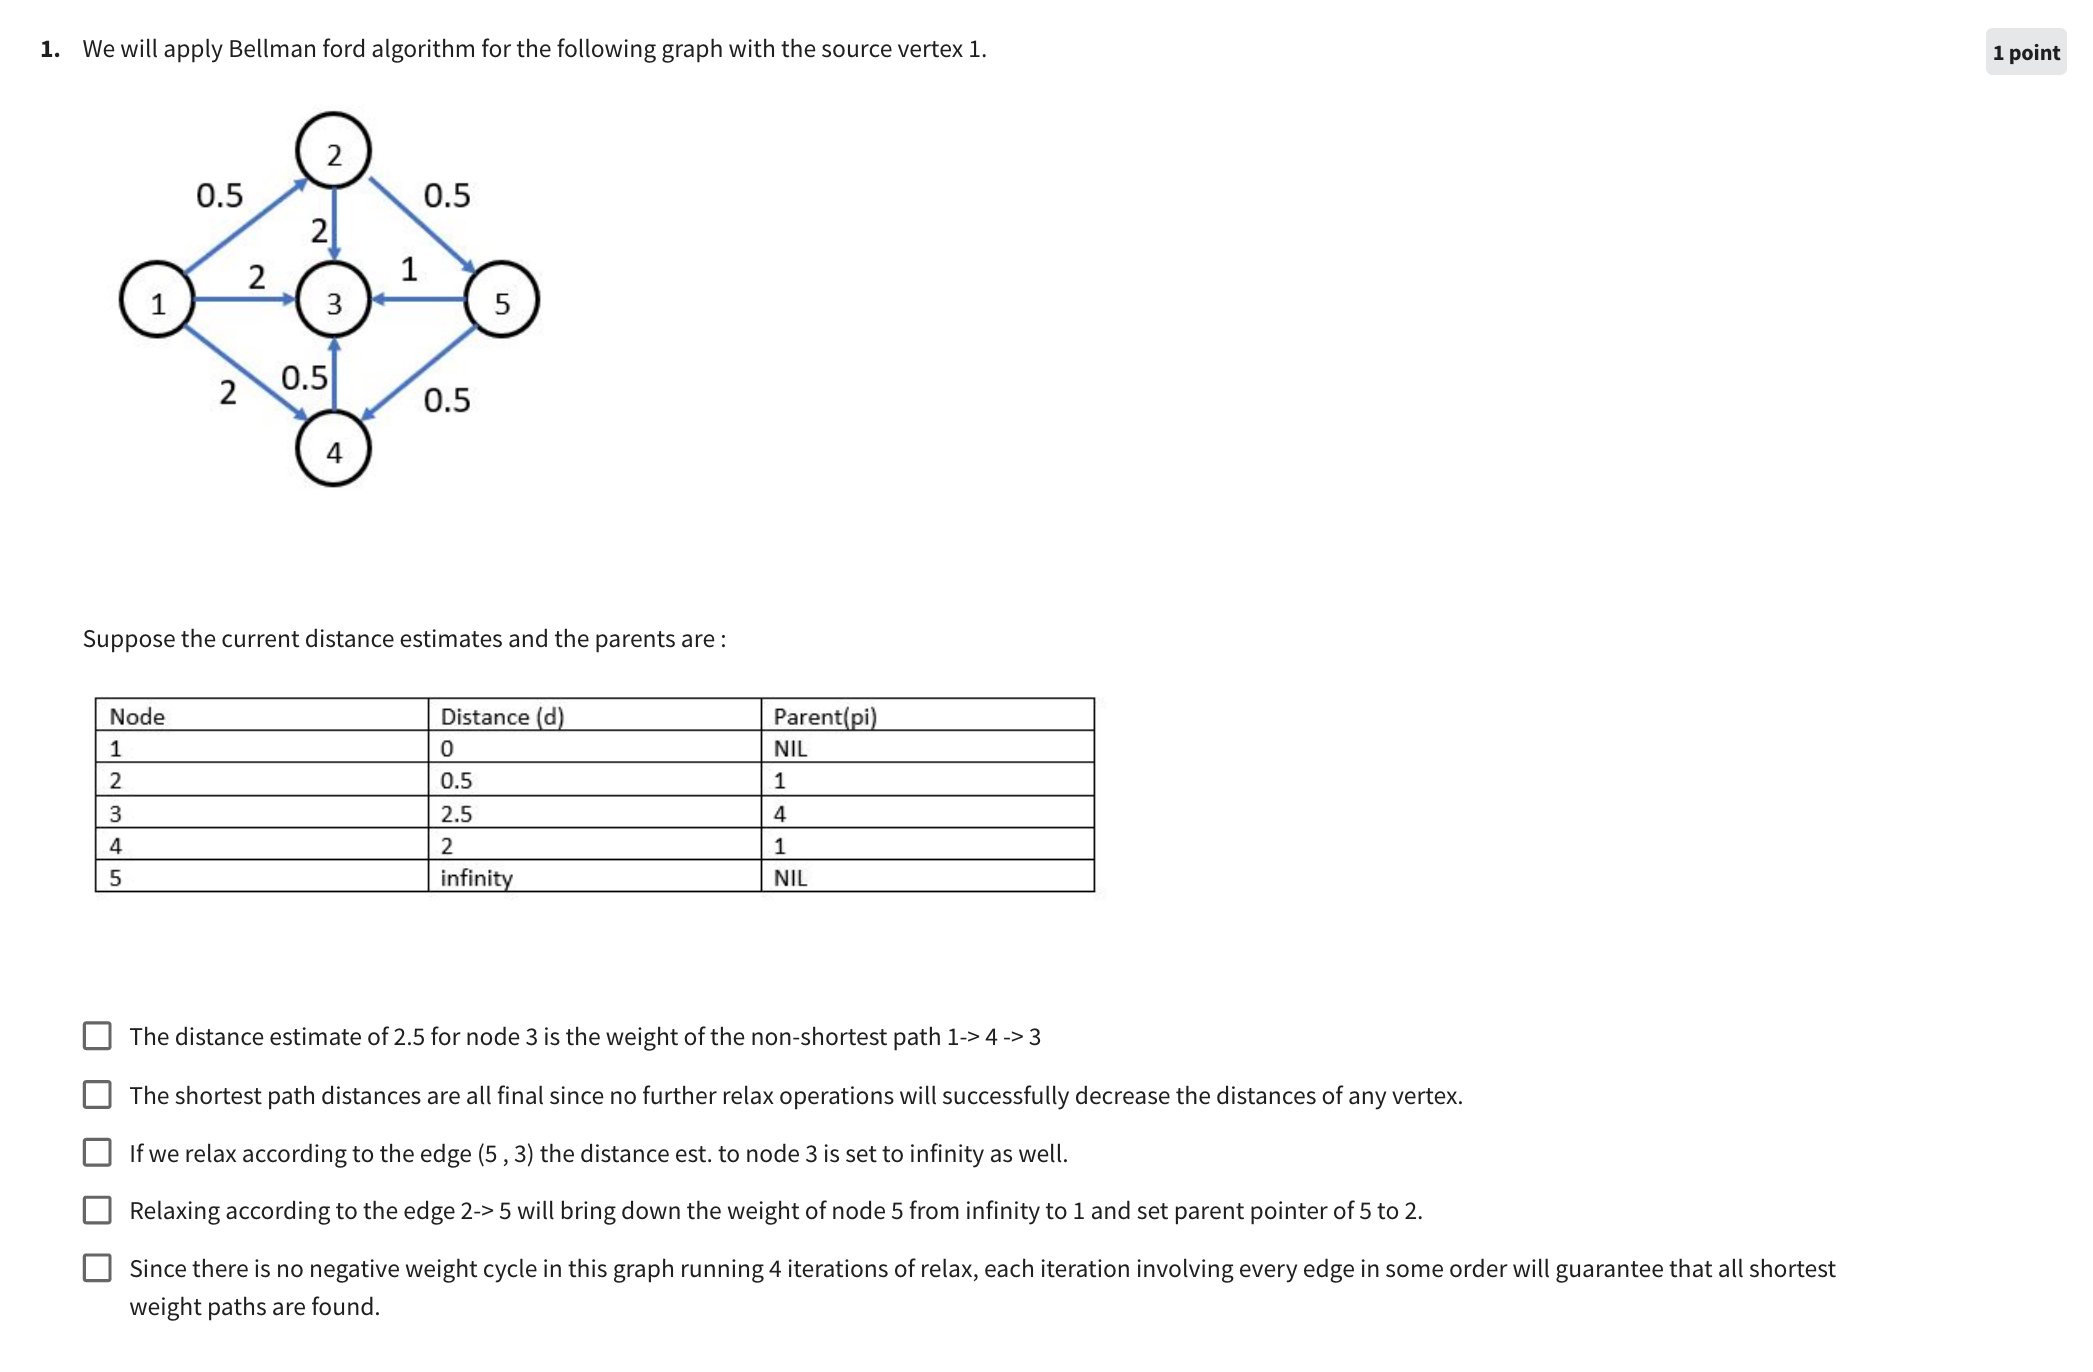 1. We will apply Bellman ford algorithm for the following graph with the source vertex 1.
1 point
2
0.5
0.5
2
2
1
1
3
5
2
0.5
0.5
4
Suppose the current distance estimates and the parents are :
Node Distance (d) Parent(pi)
1 0 NIL
2 0.5 1
3 2.5 4
4 2 1
5 infinity NIL
The distance estimate of 2.5 for node 3 is the weight of the non-shortest path 1-> 4 -> 3
The shortest path distances are all final since no further relax operations will successfully decrease the distances of any vertex.
If we relax according to the edge (5 , 3) the distance est. to node 3 is set to infinity as well.
Relaxing according to the edge 2-> 5 will bring down the weight of node 5 from infinity to 1 and set parent pointer of 5 to 2.
Since there is no negative weight cycle in this graph running 4 iterations of relax, each iteration involving every edge in some order will guarantee that all shortest
weight paths are found.